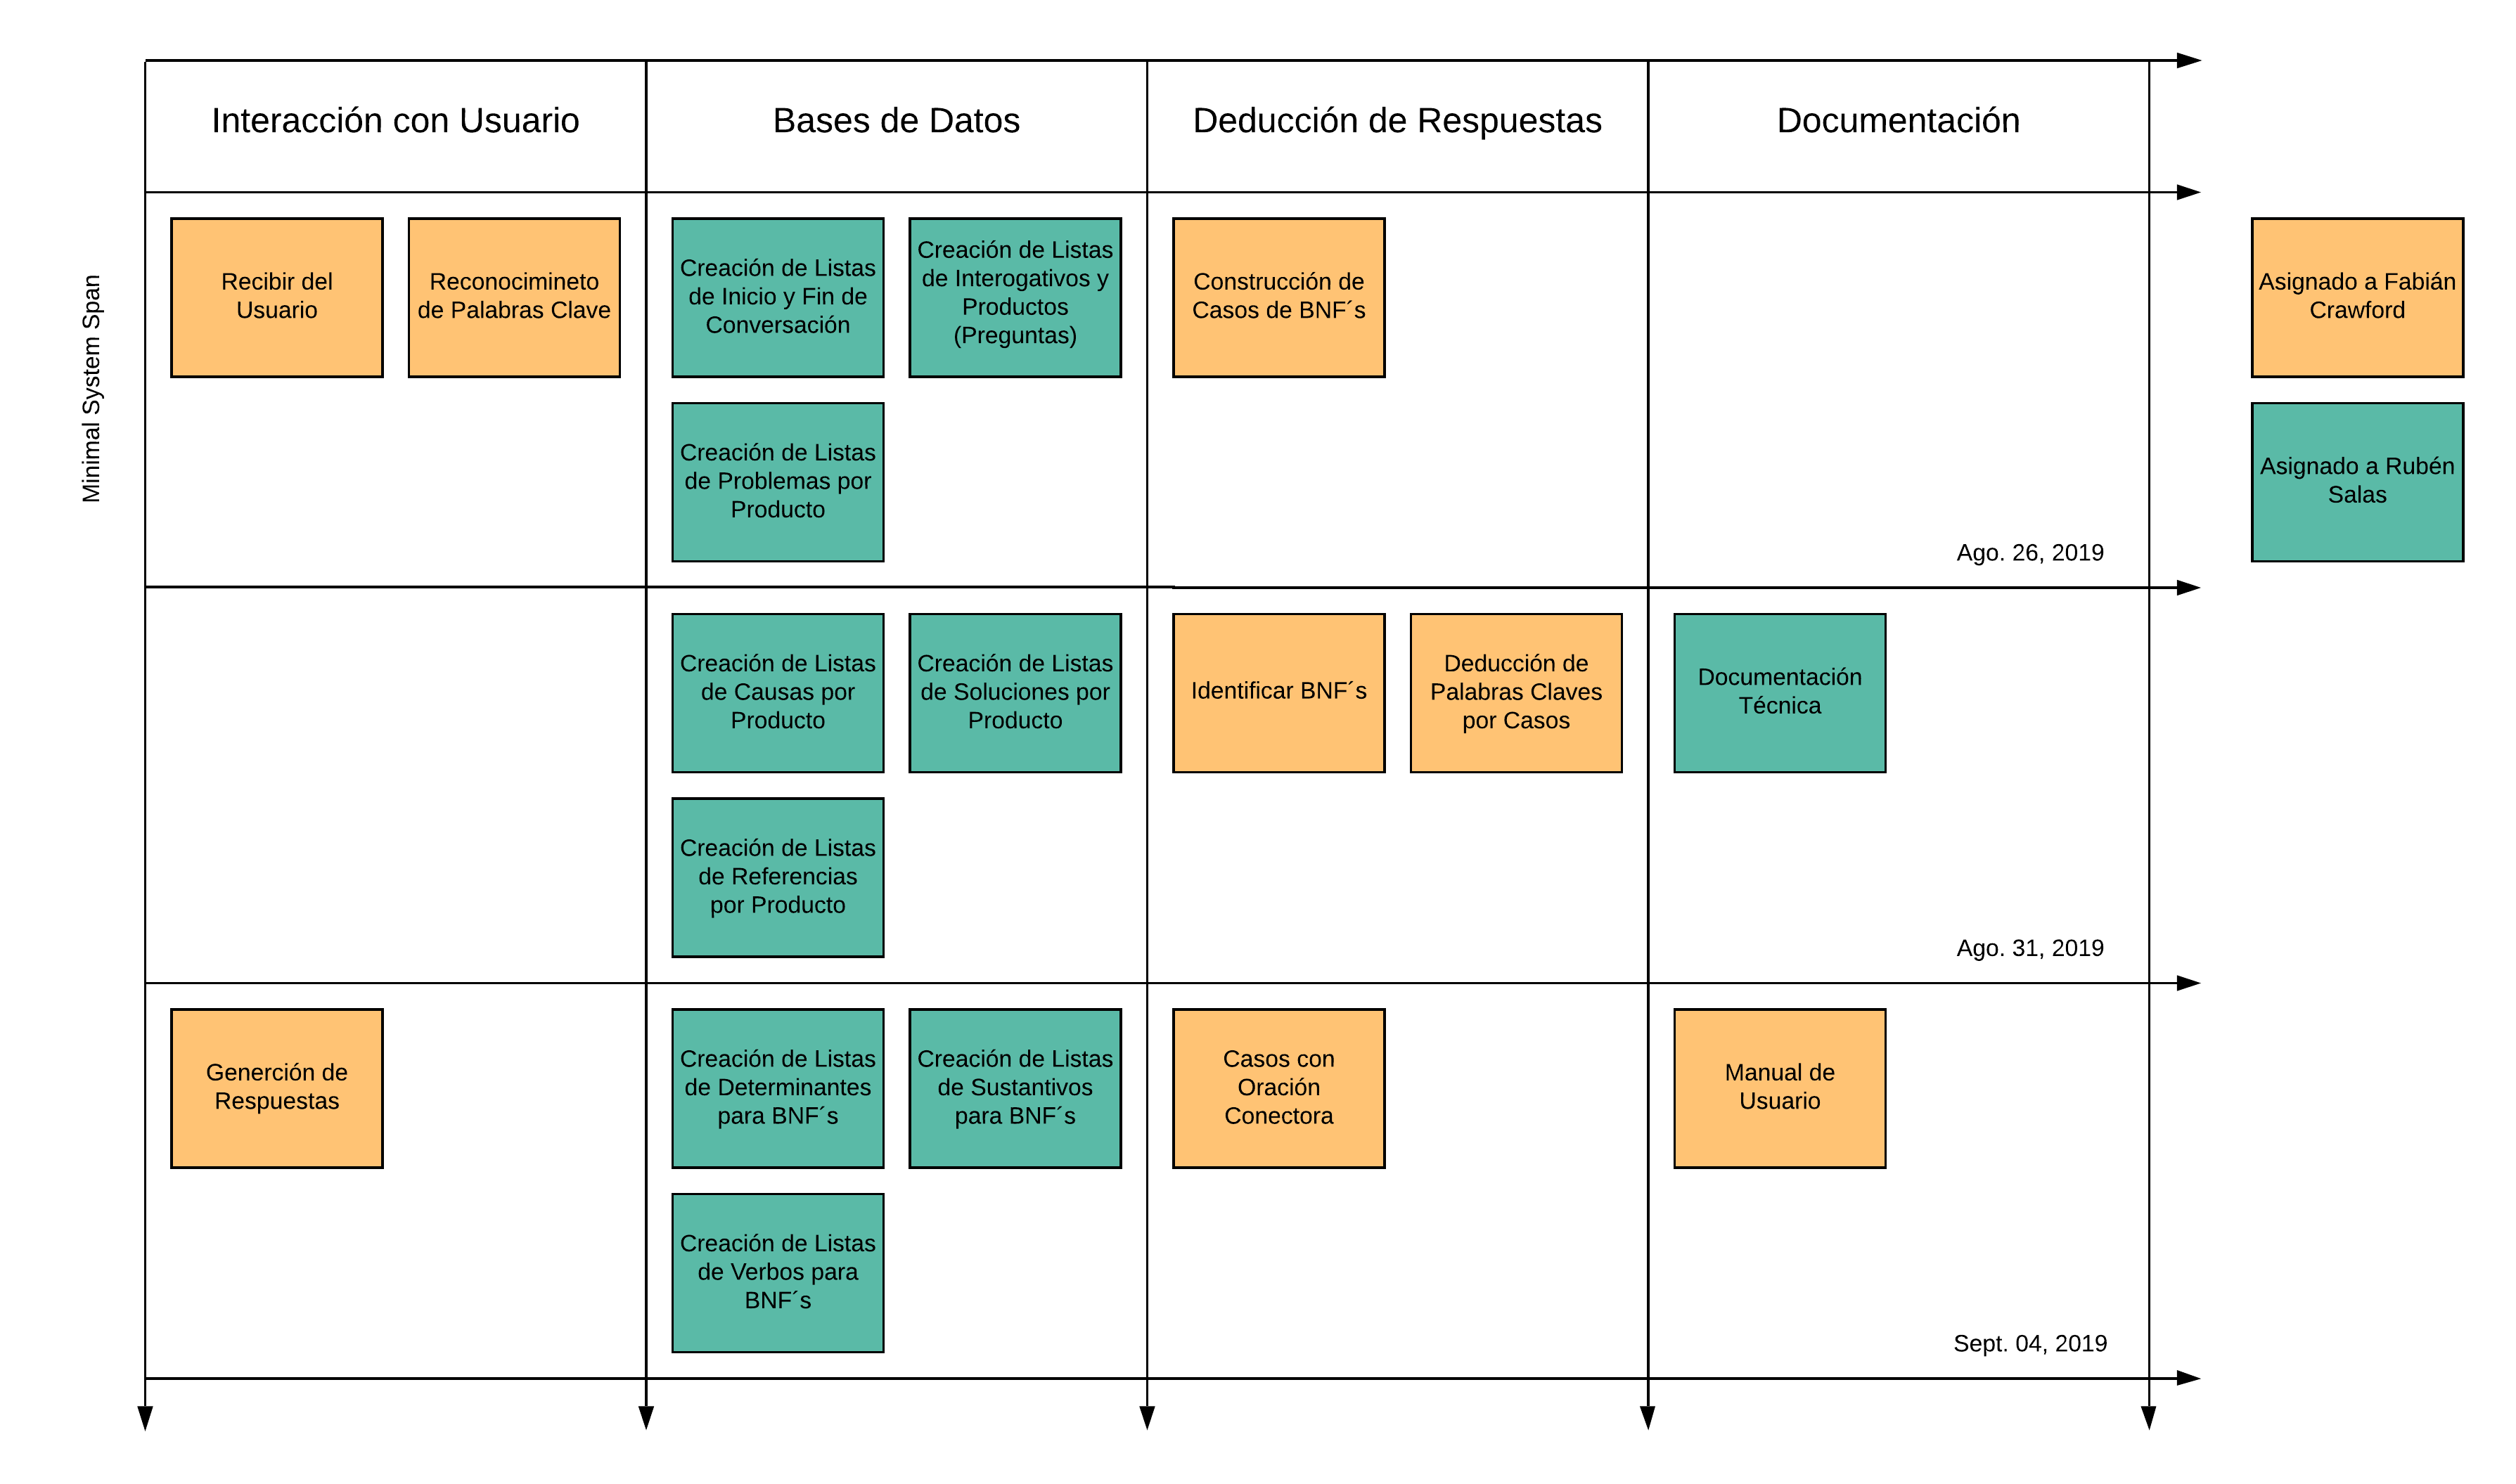 Interacción con Usuario
Bases de Datos
Deducción de Respuestas
Documentación
Minimal System Span
Recibir del
Usuario
Reconocimineto
de Palabras Clave
Creación de Listas
de Inicio y Fin de
Conversación
Creación de Listas
de Interogativos y
Productos
(Preguntas)
Creación de Listas
de Problemas por
Producto
Construcción de
Casos de BNF´s
Ago. 26, 2019
Asignado a Fabián
Crawford
Asignado a Rubén
Salas
Creación de Listas
de Causas por
Producto
Creación de Listas
de Soluciones por
Producto
Creación de Listas
de Referencias
por Producto
Identificar BNF´s
Deducción de
Palabras Claves
por Casos
Documentación
Técnica
Ago. 31, 2019
Generción de
Respuestas
Creación de Listas
de Determinantes
para BNF´s
Creación de Listas
de Sustantivos
para BNF´s
Creación de Listas
de Verbos para
BNF´s
Casos con
Oración
Conectora
Manual de
Usuario
Sept. 04, 2019